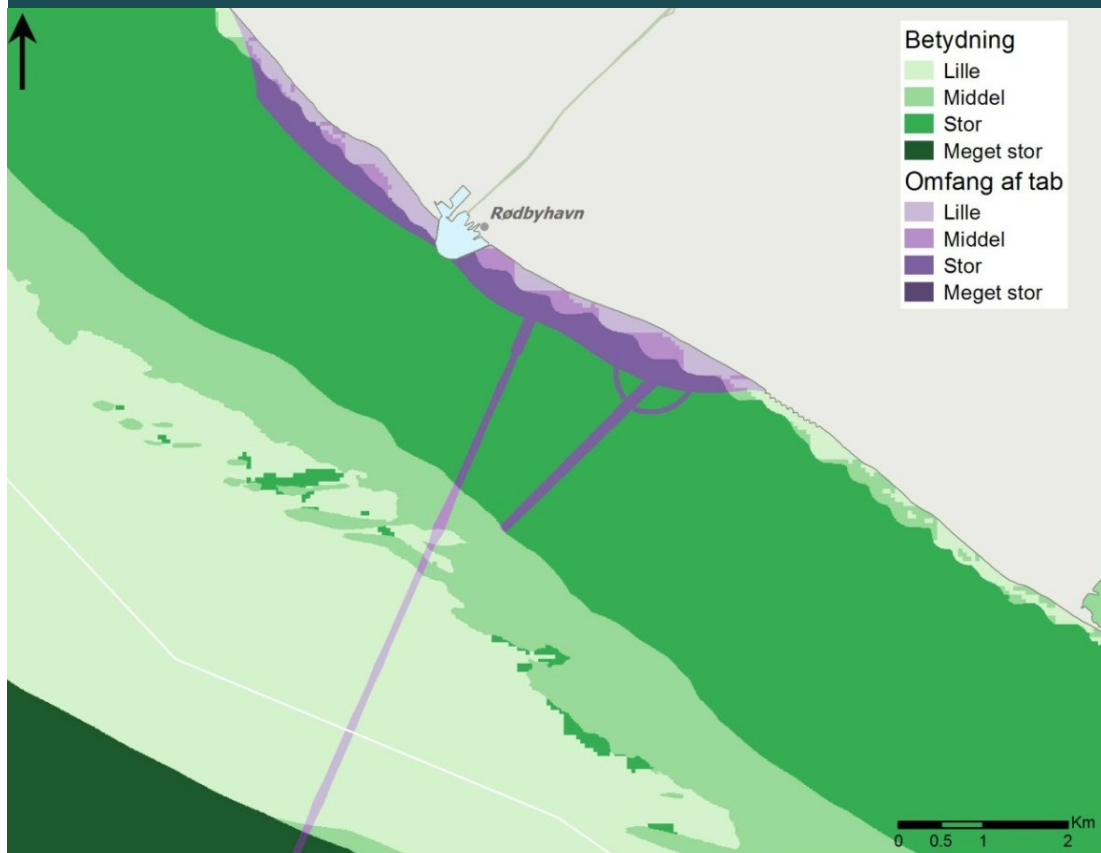 Betydning
Lille
Middel
Stor
Meget stor
Omfang af tab
Lille
Middel
Stor
Meget stor
Rødbyhavn
Km
0 0.5 1 2